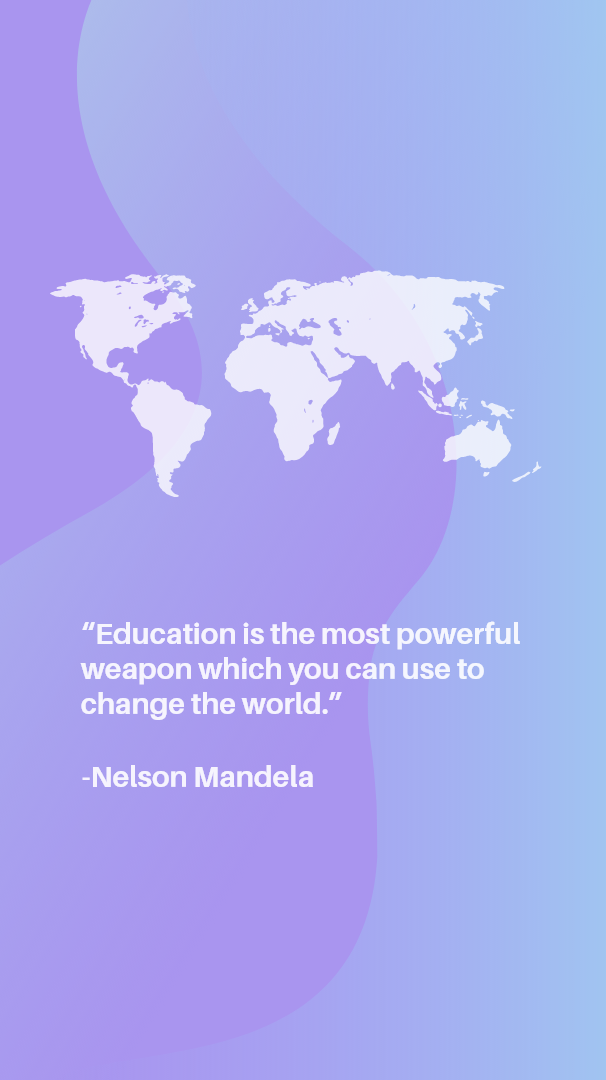 “Education is the most powerful
weapon which you can use to
change the world.”
-Nelson Mandela